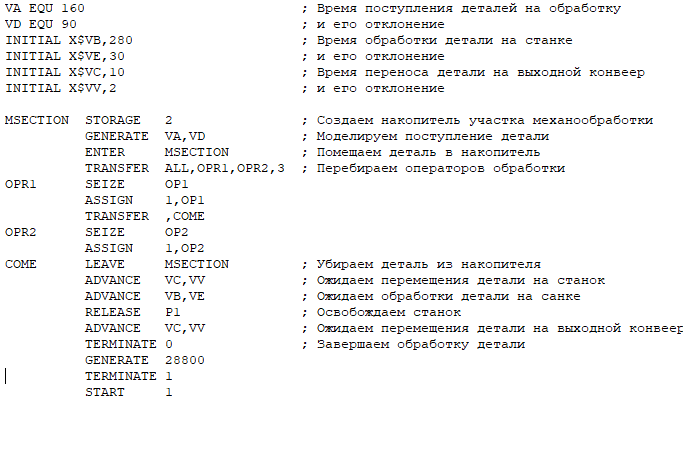 VA EQU 160 ; Время поступления деталей на обработку
VD EQU 90 ; и его отклонение
INITIAL X$VB,280 ; Время обработки детали на станке
INITIAL X$VE,30 ; и его отклонение
INITIAL X$VC,10 ; Время переноса детали на выходной конвеер
INITIAL X$VV,2 ; и его отклонение
MSECTION STORAGE 2 ; Создаем накопитель участка механообработки
GENERATE VA,VD ; Моделируем поступление детали
ENTER MSECTION ; Помещаем деталь в накопитель
TRANSFER ALL,OPR1,OPR2,3 ; Перебираем операторов обработки
OPR1 SEIZE OP1
ASSIGN 1,OP1
TRANSFER ,COME
OPR2 SEIZE OP2
ASSIGN 1,OP2
COME LEAVE MSECTION ; Убираем деталь из накопителя
ADVANCE VC,VV ; Ожидаем перемещения детали на станок
ADVANCE VB,VE ; Ожидаем обработки детали на санке
RELEASE P1 ; Освобождаем станок
ADVANCE VC,VV ; Ожидаем перемещения детали на выходной конвеер
TERMINATE 0 ; Завершаем обработку детали
GENERATE 28800
TERMINATE 1
START 1